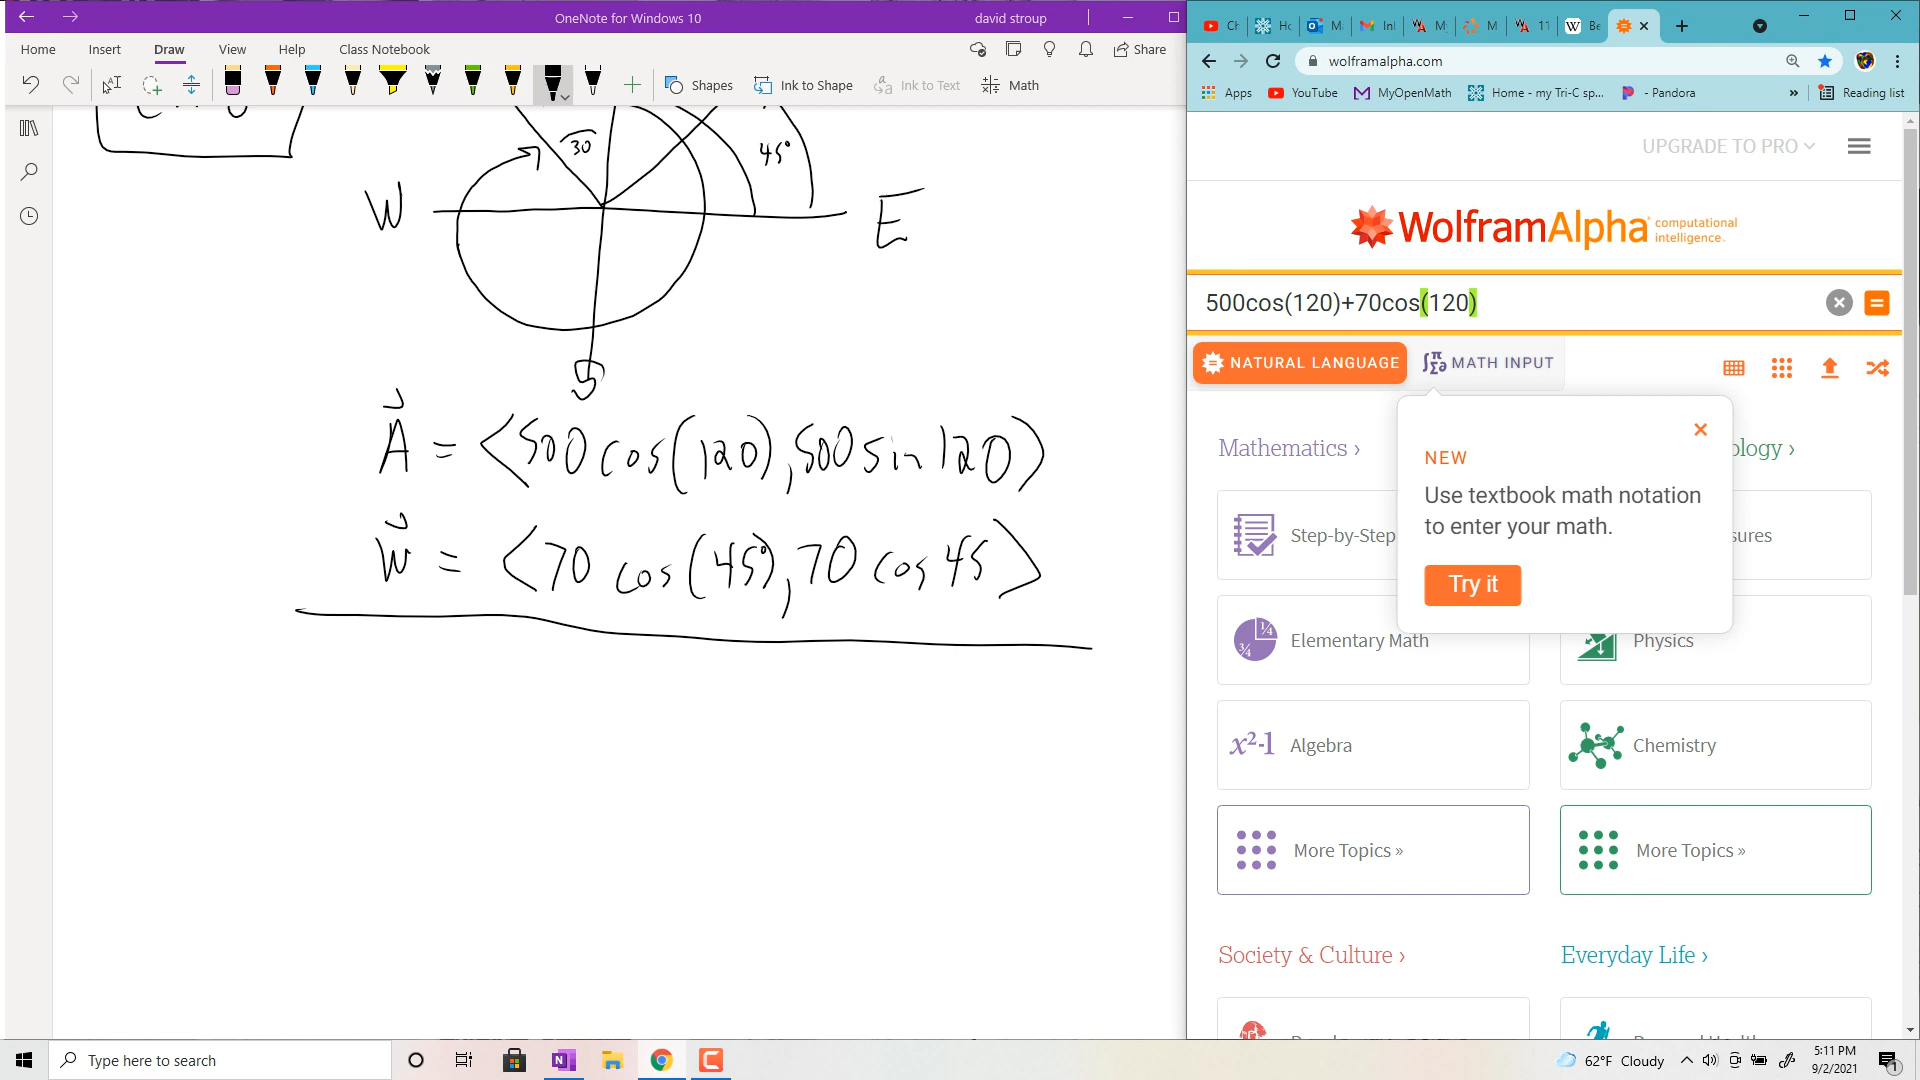 OneNote for Windows 10
david stroup
Home Insert Draw View Help Class Notebook
Share
Shapes
Ink to Shape
Ink to Text
Math
30
45°
W
E
S
A = <500 cos(120), 500 sin 120>
W = <70 cos(45°), 70 cos 45>
Type here to search
wolframalpha.com
Apps YouTube MyOpenMath Home - my Tri-C sp... - Pandora » Reading list
UPGRADE TO PRO
WolframAlpha computational intelligence.
500cos(120)+70cos(120)
NATURAL LANGUAGE
MATH INPUT
NEW
Use textbook math notation
to enter your math.
Try it
Mathematics ›
ology ›
Step-by-Step
sures
Elementary Math
Physics
x²-1 Algebra
Chemistry
More Topics »
More Topics »
Society & Culture ›
Everyday Life ›
62°F Cloudy
5:11 PM
9/2/2021